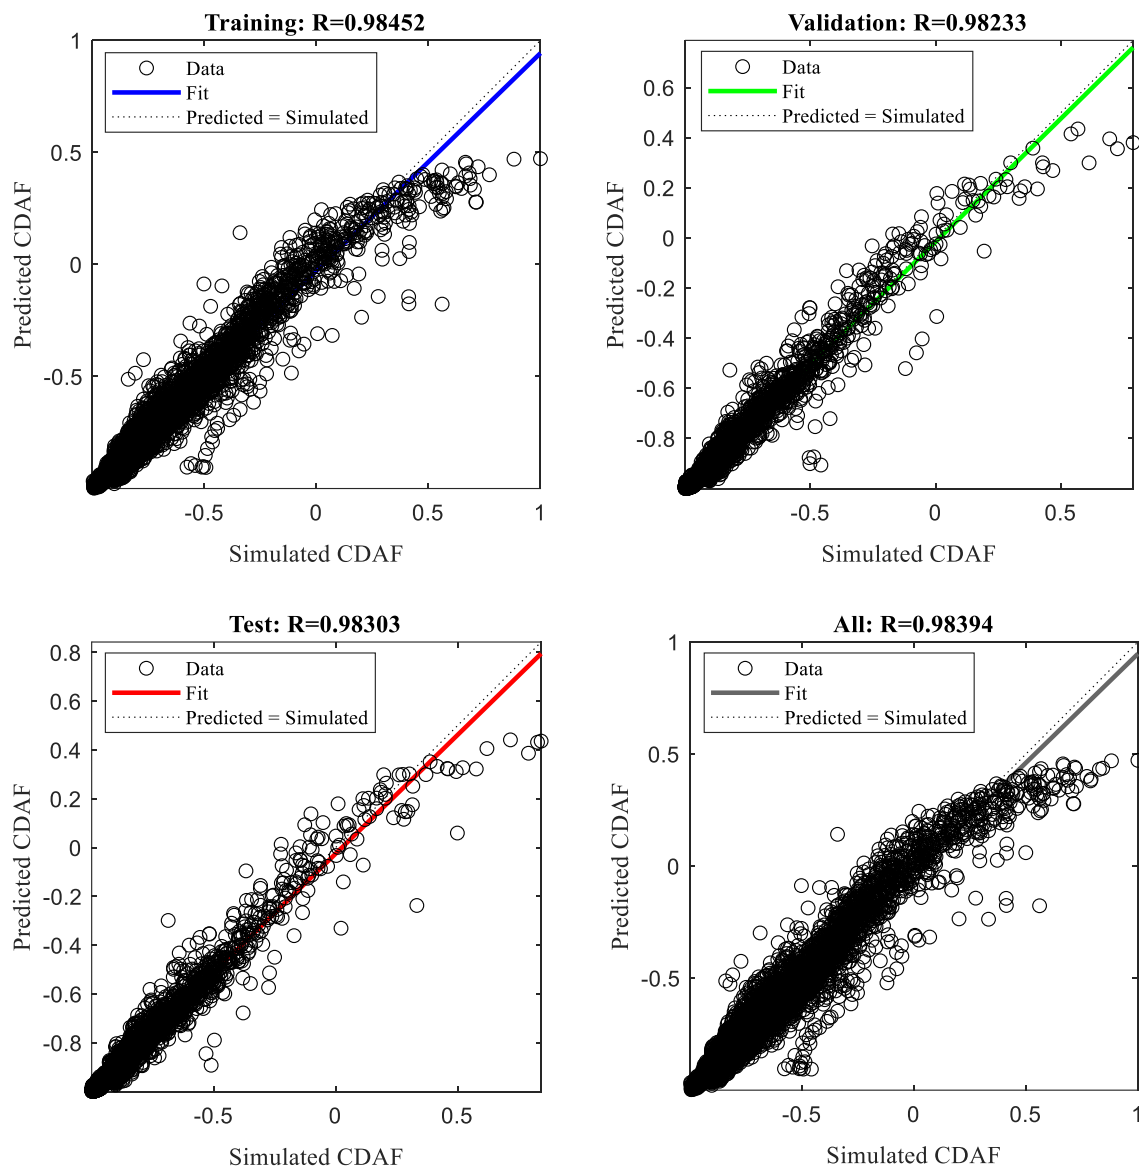 Training: R=0.98452
1
0.5
0
-0.5
Data
Fit
Predicted = Simulated
Predicted CDAF
-0.5
0
0.5
1
Simulated CDAF
Validation: R=0.98233
0.6
0.4
0.2
0
-0.2
-0.4
-0.6
-0.8
Data
Fit
Predicted = Simulated
Predicted CDAF
-0.5
0
0.5
Simulated CDAF
Test: R=0.98303
0.8
0.6
0.4
0.2
0
-0.2
-0.4
-0.6
-0.8
Data
Fit
Predicted = Simulated
Predicted CDAF
-0.5
0
0.5
Simulated CDAF
All: R=0.98394
1
0.5
0
-0.5
Data
Fit
Predicted = Simulated
Predicted CDAF
-0.5
0
0.5
1
Simulated CDAF